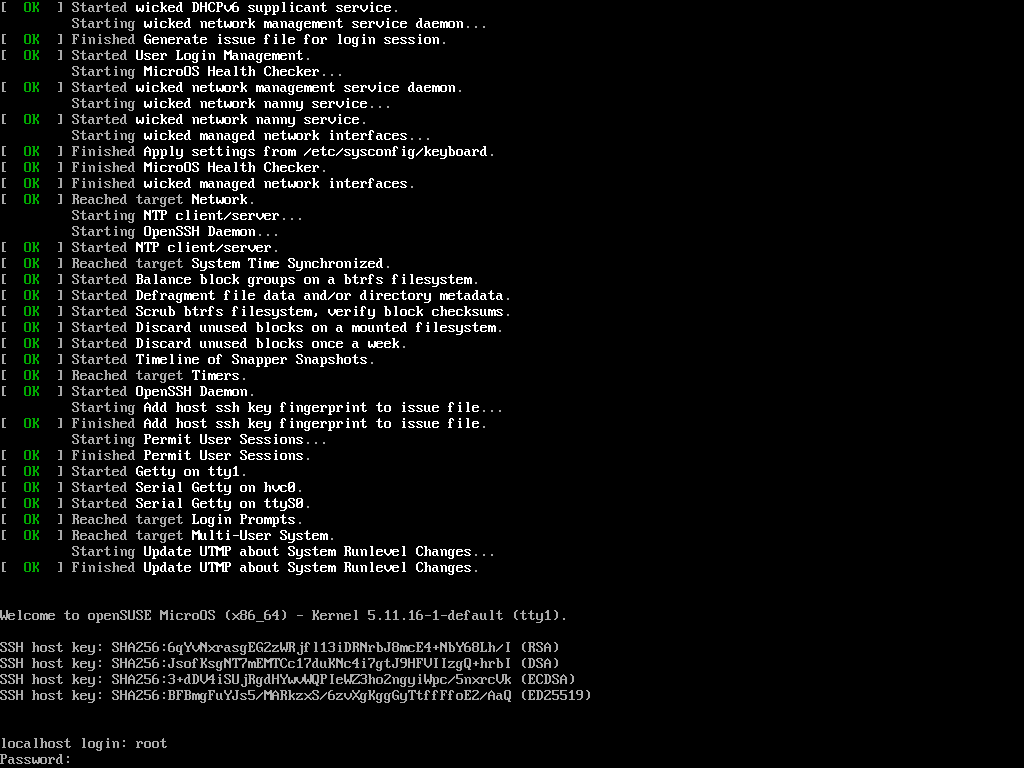 [  OK  ] Started wicked DHCPv6 supplicant service.
         Starting wicked network management service daemon...
[  OK  ] Finished Generate issue file for login session.
[  OK  ] Started User Login Management.
         Starting MicroOS Health Checker...
[  OK  ] Started wicked network management service daemon.
         Starting wicked network nanny service...
[  OK  ] Started wicked network nanny service.
         Starting wicked managed network interfaces...
[  OK  ] Finished Apply settings from /etc/sysconfig/keyboard.
[  OK  ] Finished MicroOS Health Checker.
[  OK  ] Finished wicked managed network interfaces.
[  OK  ] Reached target Network.
         Starting NTP client/server...
         Starting OpenSSH Daemon...
[  OK  ] Started NTP client/server.
[  OK  ] Reached target System Time Synchronized.
[  OK  ] Started Balance block groups on a btrfs filesystem.
[  OK  ] Started Defragment file data and/or directory metadata.
[  OK  ] Started Scrub btrfs filesystem, verify block checksums.
[  OK  ] Started Discard unused blocks on a mounted filesystem.
[  OK  ] Started Discard unused blocks once a week.
[  OK  ] Started Timeline of Snapper Snapshots.
[  OK  ] Reached target Timers.
[  OK  ] Started OpenSSH Daemon.
         Starting Add host ssh key fingerprint to issue file...
[  OK  ] Finished Add host ssh key fingerprint to issue file.
         Starting Permit User Sessions...
[  OK  ] Finished Permit User Sessions.
[  OK  ] Started Getty on tty1.
[  OK  ] Started Serial Getty on hvc0.
[  OK  ] Started Serial Getty on ttyS0.
[  OK  ] Reached target Login Prompts.
[  OK  ] Reached target Multi-User System.
         Starting Update UTMP about System Runlevel Changes...
[  OK  ] Finished Update UTMP about System Runlevel Changes.
Welcome to openSUSE MicroOS (x86_64) - Kernel 5.11.16-1-default (tty1).
SSH host key: SHA256:6qYvNxrasgEG2zWRjfl13iDRNrbJ8mcE4+NbY68Lh/I (RSA)
SSH host key: SHA256:JsofKsgNT7mEMTCc17duKNc4i7gtJ9HFVIIzgQ+hrbI (DSA)
SSH host key: SHA256:3+dDV4iSUjRgdHYwvWQPIeWZ3ho2ngyiWpc/5nxrcVk (ECDSA)
SSH host key: SHA256:BFBmgFuYJs5/MARkzxS/6zvXgKggGyTtffFfoE2/AaQ (ED25519)
localhost login: root
Password: